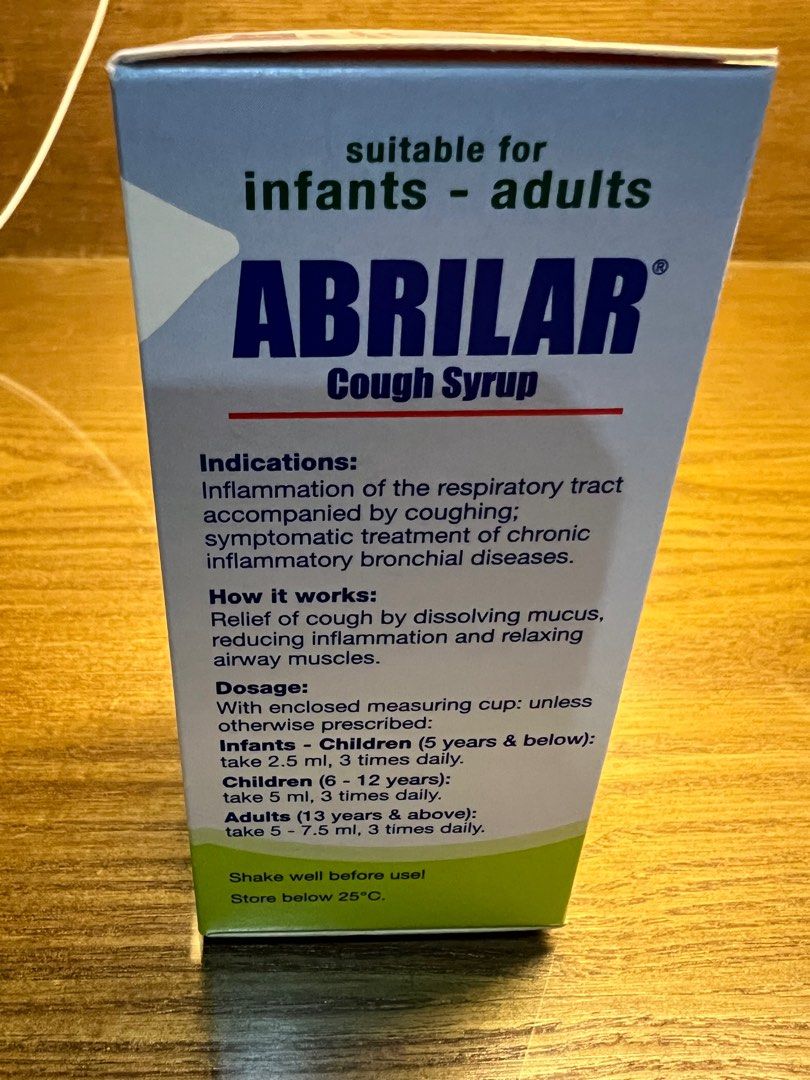 suitable for
infants - adults
ABRILAR®
Cough Syrup
Indications:
Inflammation of the respiratory tract
accompanied by coughing;
symptomatic treatment of chronic
inflammatory bronchial diseases.
How it works:
Relief of cough by dissolving mucus,
reducing inflammation and relaxing
airway muscles.
Dosage:
With enclosed measuring cup: unless
otherwise prescribed:
Infants - Children (5 years & below):
take 2.5 ml, 3 times daily.
Children (6 - 12 years):
take 5 ml, 3 times daily.
Adults (13 years & above):
take 5 - 7.5 ml, 3 times daily.
Shake well before use!
Store below 25°C.